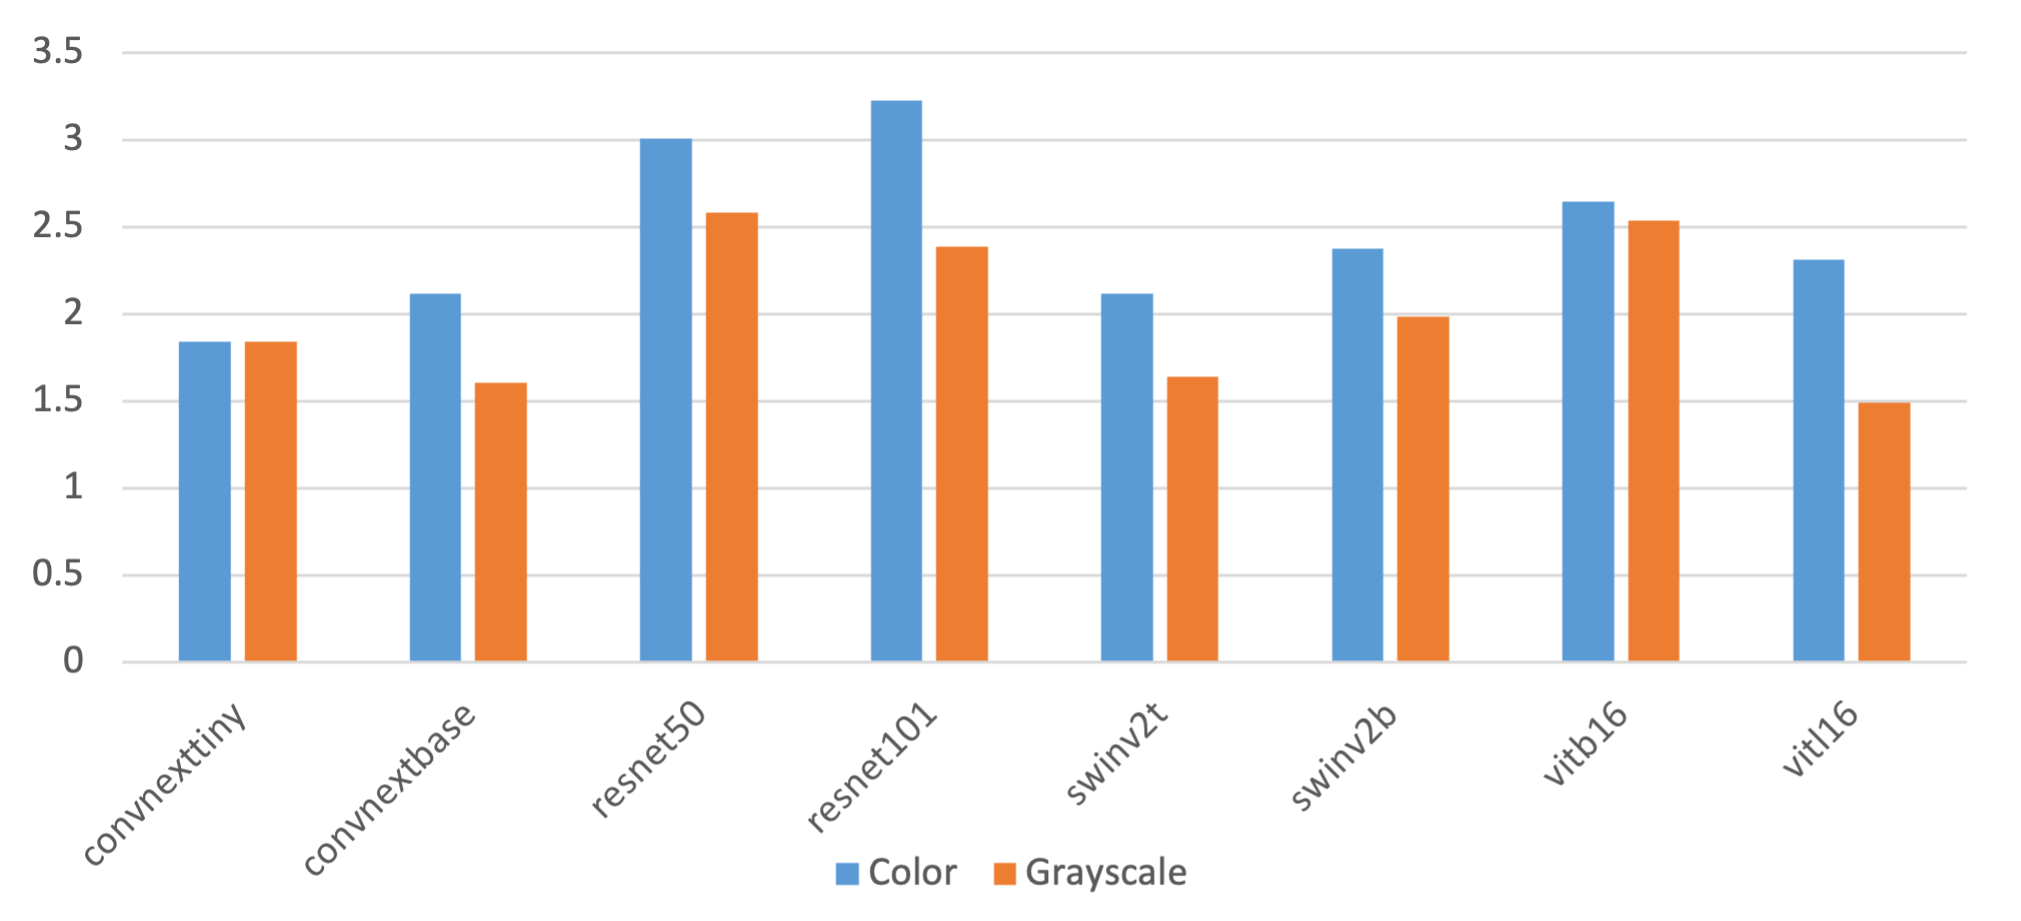 3.5
3
2.5
2
1.5
1
0.5
0
convnexttiny
convnextbase
resnet50
resnet101
swinv2t
swinv2b
vitb16
vitl16
Color
Grayscale